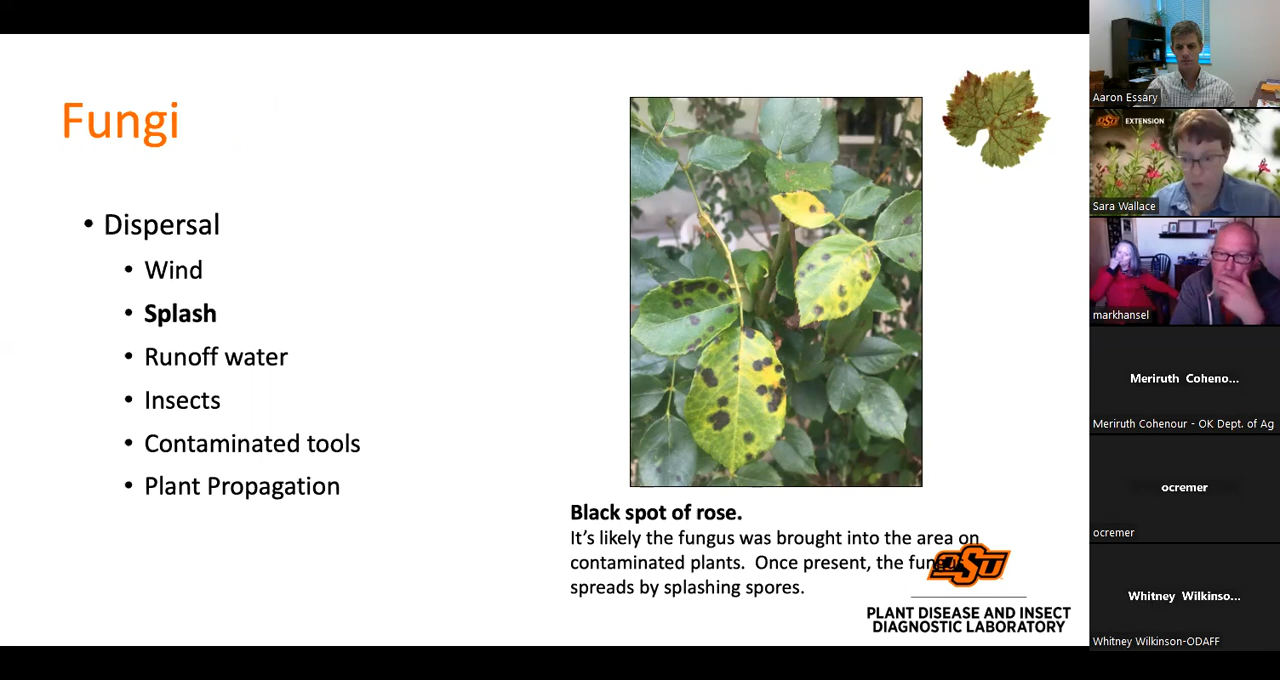 Fungi
• Dispersal
• Wind
• Splash
• Runoff water
• Insects
• Contaminated tools
• Plant Propagation
Black spot of rose.
It's likely the fungus was brought into the area on
contaminated plants.  Once present, the fungus
spreads by splashing spores.
OSU
PLANT DISEASE AND INSECT
DIAGNOSTIC LABORATORY
Aaron Essary
OSU EXTENSION
Sara Wallace
markhansel
Meriruth Coheno...
Meriruth Cohenour - OK Dept. of Ag
ocremer
ocremer
Whitney Wilkinso...
Whitney Wilkinson-ODAFF